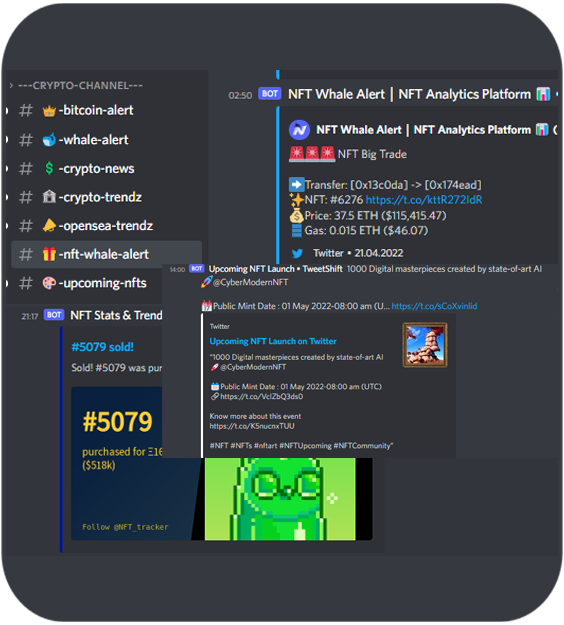 ---CRYPTO-CHANNEL---
# 👑-bitcoin-alert
# 🐳-whale-alert
# 💲-crypto-news
# 🏠-crypto-trendz
# 📣-opensea-trendz
# 🎁-nft-whale-alert
# 🎨-upcoming-nfts
02:50 BOT NFT Whale Alert | NFT Analytics Platform 📊
NFT Whale Alert | NFT Analytics Platform 📊
🚨🚨🚨 NFT Big Trade
➡️Transfer: [0x13c0da] -> [0x174ead]
✨NFT: #6276 https://t.co/kttR272ldR
💰Price: 37.5 ETH ($115,415.47)
🧾Gas: 0.015 ETH ($46.07)
Twitter • 21.04.2022
14:00 BOT Upcoming NFT Launch • TweetShift 1000 Digital masterpieces created by state-of-art AI
🚀@CyberModernNFT
📅Public Mint Date : 01 May 2022-08:00 am (U... https://t.co/sCoXvinlid
Twitter
Upcoming NFT Launch on Twitter
"1000 Digital masterpieces created by state-of-art AI
🚀 @CyberModernNFT
📅Public Mint Date : 01 May 2022-08:00 am (UTC)
🔗https://t.co/VclZbQ3ds0
Know more about this event
https://t.co/K5nucnxTUU
#NFT #NFTs #nftart #NFTUpcoming #NFTCommunity"
21:17 BOT NFT Stats & Trend
#5079 sold!
Sold! #5079 was pur
#5079
purchased for Ξ16
($518k)
Follow @NFT_tracker